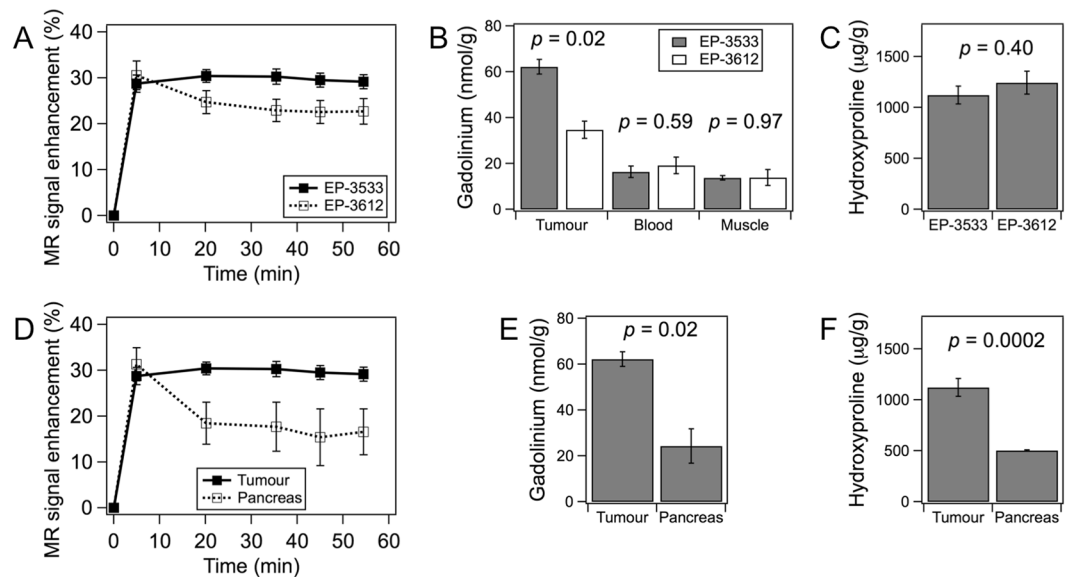 A
MR signal enhancement (%)
40
30
20
10
0
0 10 20 30 40 50 60
Time (min)
EP-3533
EP-3612
B
Gadolinium (nmol/g)
80
60
40
20
0
p = 0.02
EP-3533
EP-3612
p = 0.59
p = 0.97
Tumour Blood Muscle
C
Hydroxyproline (µg/g)
1500
1000
500
0
p = 0.40
EP-3533 EP-3612
D
MR signal enhancement (%)
40
30
20
10
0
0 10 20 30 40 50 60
Time (min)
Tumour
Pancreas
E
Gadolinium (nmol/g)
80
60
40
20
0
p = 0.02
Tumour Pancreas
F
Hydroxyproline (µg/g)
1500
1000
500
0
p = 0.0002
Tumour Pancreas